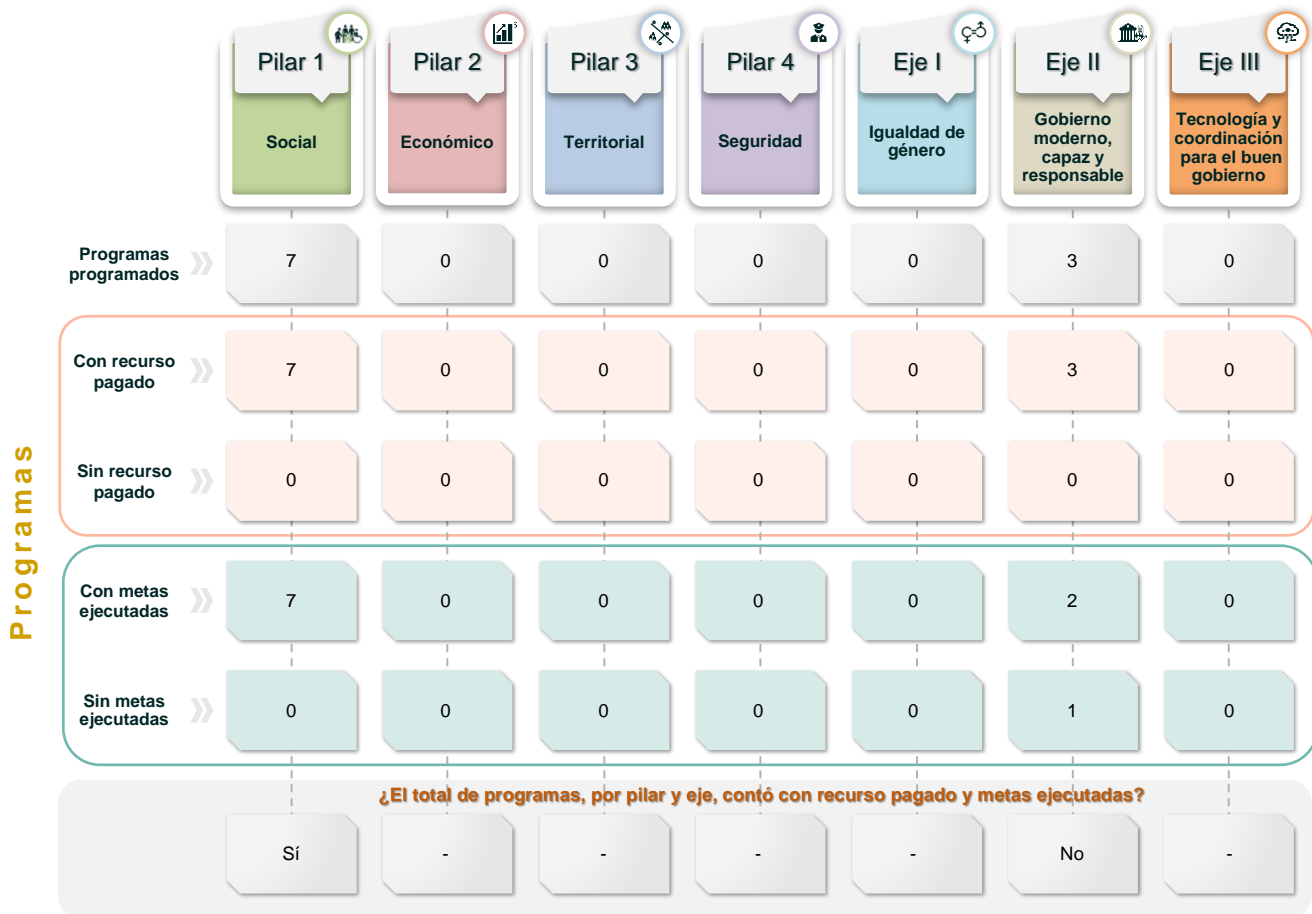 Pilar 1
Pilar 2
Pilar 3
Pilar 4
Eje I
Eje II
Eje III
Social
Económico
Territorial
Seguridad
Igualdad de
género
Gobierno
moderno,
capaz y
responsable
Tecnología y
coordinación
para el buen
gobierno
Programas
Programas
programados
7 0 0 0 0 3 0
Con recurso
pagado
7 0 0 0 0 3 0
Sin recurso
pagado
0 0 0 0 0 0 0
Con metas
ejecutadas
7 0 0 0 0 2 0
Sin metas
ejecutadas
0 0 0 0 0 1 0
¿El total de programas, por pilar y eje, contó con recurso pagado y metas ejecutadas?
Sí - - - - No -